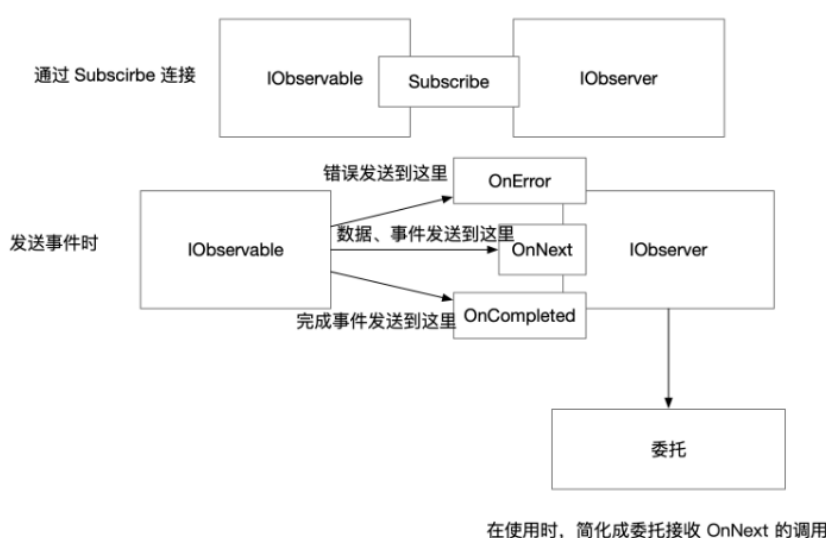 通过 Subscirbe 连接
IObservable
Subscribe
IObserver
错误发送到这里
OnError
发送事件时
IObservable
数据、事件发送到这里
OnNext
IObserver
完成事件发送到这里
OnCompleted
委托
在使用时，简化成委托接收 OnNext 的调用